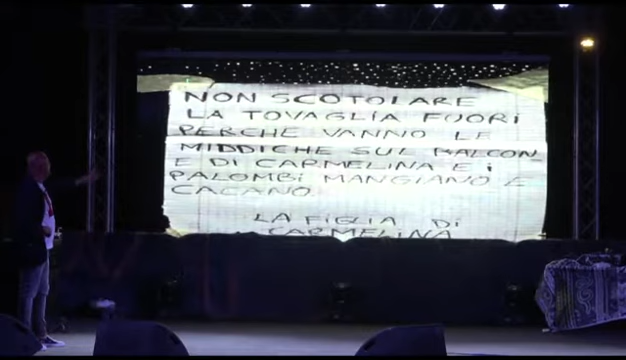 NON SCOTOLARE
LA TOVAGLIA FUORI
PERCHE VANNO LE
MIDDICHE SUL BALCON-
E DI CARMELINA E I
PALOMBI MANGIANO E
CACANO.
LA FIGLIA DI
CARMELINA